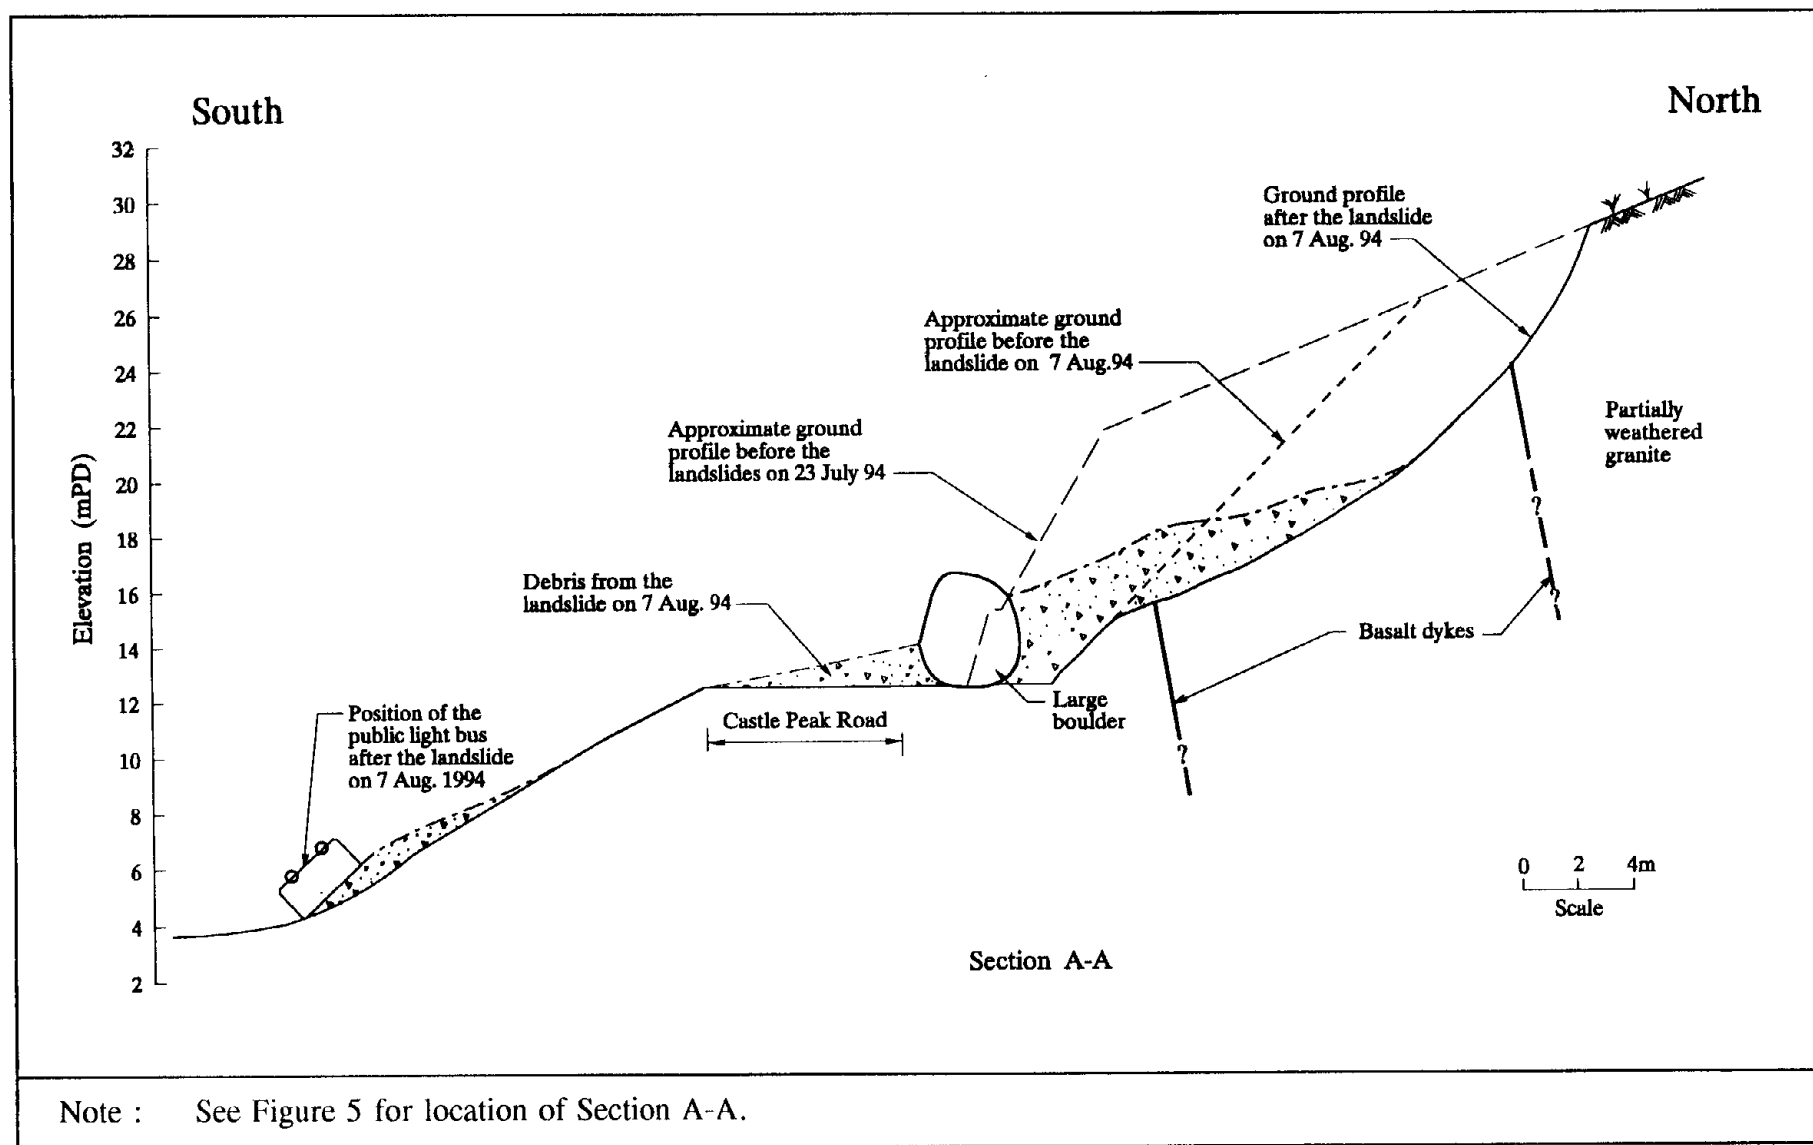 South
North
32
30
28
26
24
22
20
18
16
14
12
10
8
6
4
2
Elevation (mPD)
Ground profile
after the landslide
on 7 Aug. 94
Approximate ground
profile before the
landslide on 7 Aug.94
Approximate ground
profile before the
landslides on 23 July 94
Partially
weathered
granite
?
?
Debris from the
landslide on 7 Aug. 94
Basalt dykes
Large
boulder
Castle Peak Road
?
Position of the
public light bus
after the landslide
on 7 Aug. 1994
0 2 4m
Scale
Section A-A
Note : See Figure 5 for location of Section A-A.